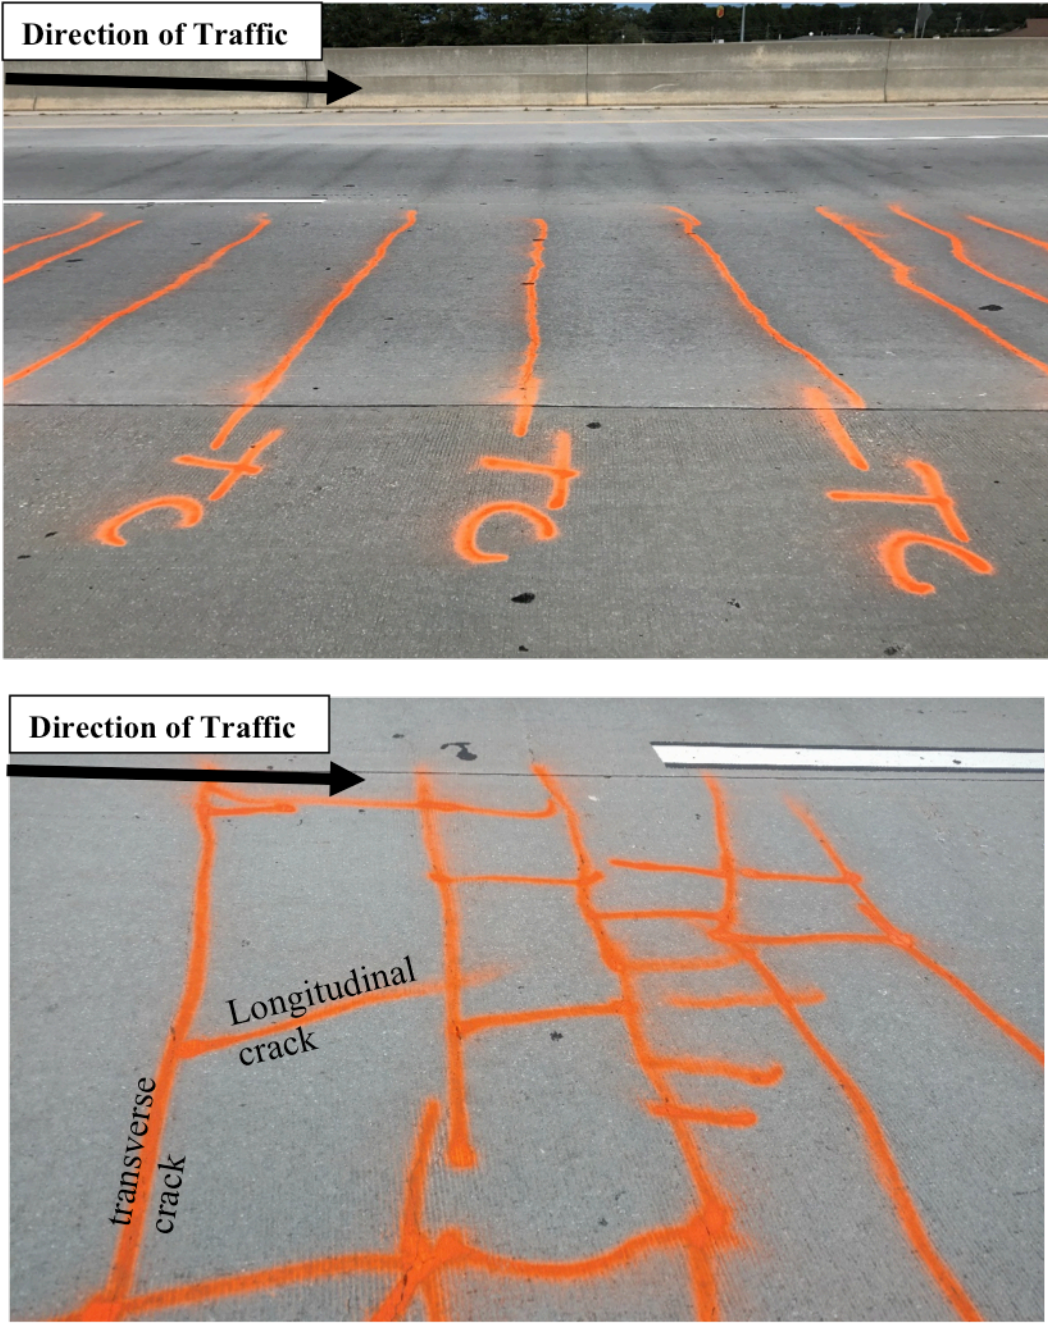 Direction of Traffic
TC
TC
TC
Direction of Traffic
Longitudinal
crack
transverse
crack